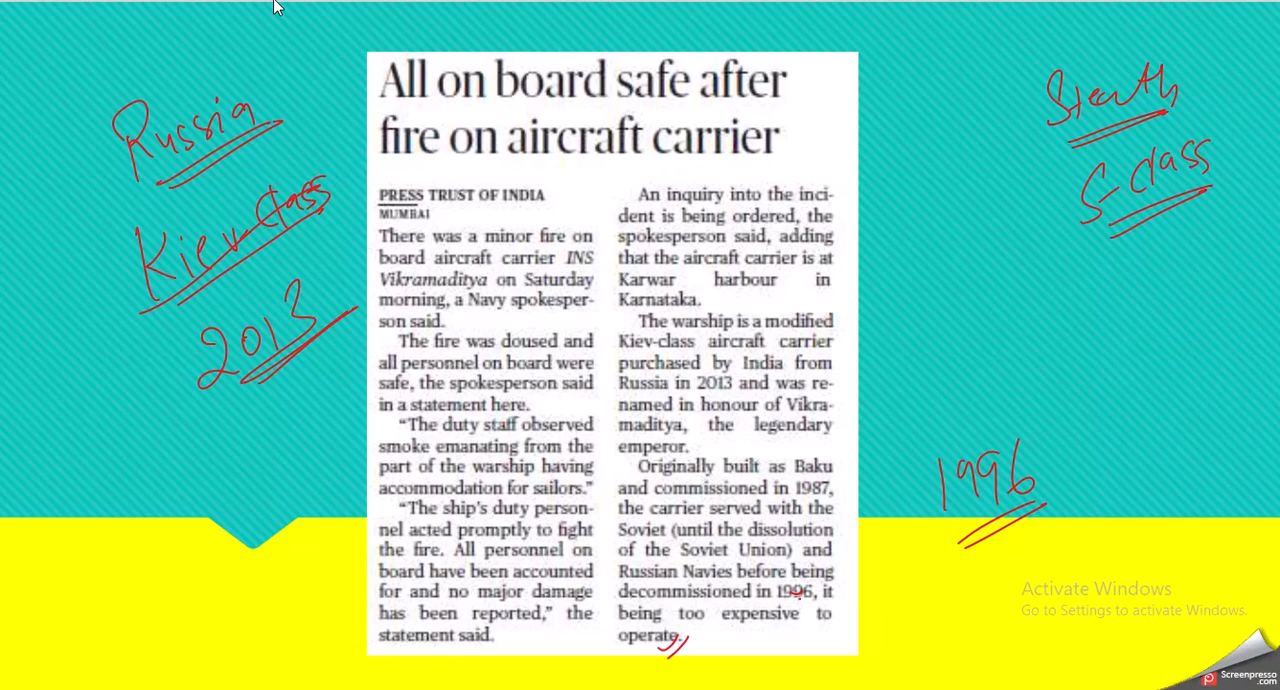 All on board safe after
fire on aircraft carrier
PRESS TRUST OF INDIA
MUMBAI
There was a minor fire on
board aircraft carrier INS
Vikramaditya on Saturday
morning, a Navy spokesper-
son said.
The fire was doused and
all personnel on board were
safe, the spokesperson said
in a statement here.
“The duty staff observed
smoke emanating from the
part of the warship having
accommodation for sailors.”
“The ship's duty person-
nel acted promptly to fight
the fire. All personnel on
board have been accounted
for and no major damage
has been reported,” the
statement said.
An inquiry into the inci-
dent is being ordered, the
spokesperson said, adding
that the aircraft carrier is at
Karwar harbour in
Karnataka.
The warship is a modified
Kiev-class aircraft carrier
purchased by India from
Russia in 2013 and was re-
named in honour of Vikra-
maditya, the legendary
emperor.
Originally built as Baku
and commissioned in 1987,
the carrier served with the
Soviet (until the dissolution
of the Soviet Union) and
Russian Navies before being
decommissioned in 1996, it
being too expensive to
operate.
Russia
Kiev-Class
2013
Stealth
S-class
1996
Activate Windows
Go to Settings to activate Windows.
Screenpresso
.com